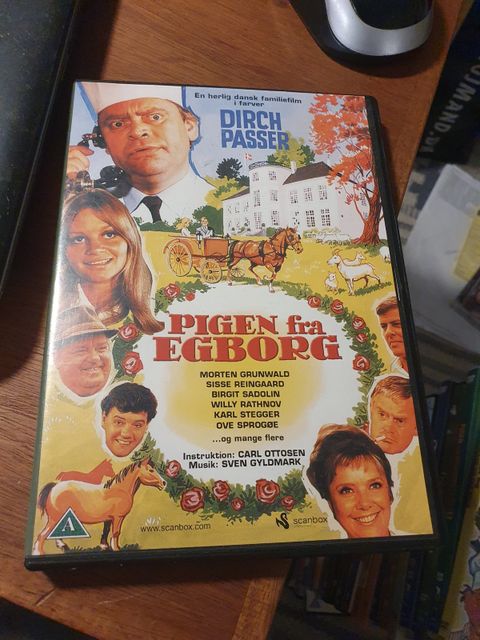 En herlig dansk familiefilm
i farver
DIRCH
PASSER
PIGEN fra
EGBORG
MORTEN GRUNWALD
SISSE REINGAARD
BIRGIT SADOLIN
WILLY RATHNOV
KARL STEGGER
OVE SPROGØE
...og mange flere
Instruktion: CARL OTTOSEN
Musik: SVEN GYLDMARK
A
www.scanbox.com
scanbox